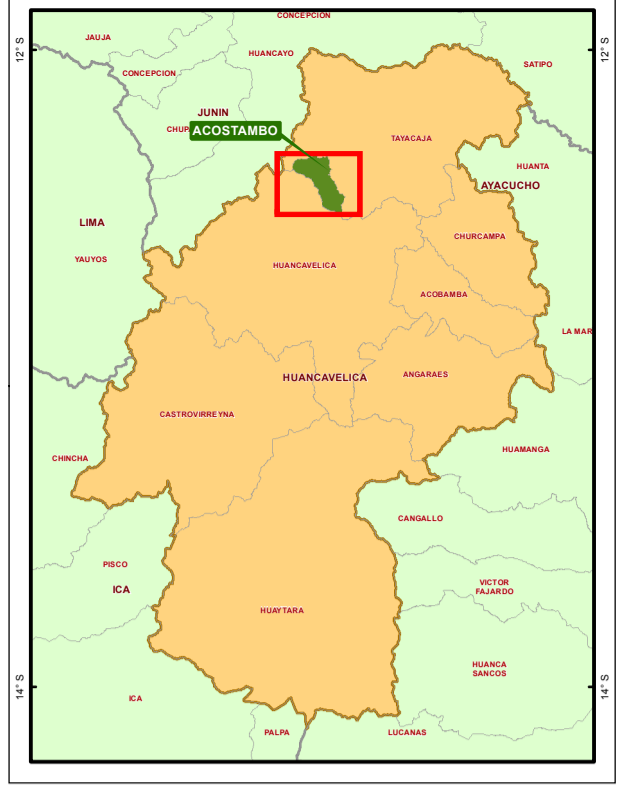 CONCEPCION
JAUJA
HUANCAYO
12° S
12° S
SATIPO
CONCEPCION
JUNIN
CHUP
ACOSTAMBO
TAYACAJA
HUANTA
AYACUCHO
LIMA
CHURCAMPA
YAUYOS
HUANCAVELICA
ACOBAMBA
LA MAR
HUANCAVELICA
ANGARAES
CASTROVIRREYNA
HUAMANGA
CHINCHA
CANGALLO
PISCO
ICA
VICTOR
FAJARDO
HUAYTARA
HUANCA
SANCOS
14° S
14° S
ICA
PALPA
LUCANAS